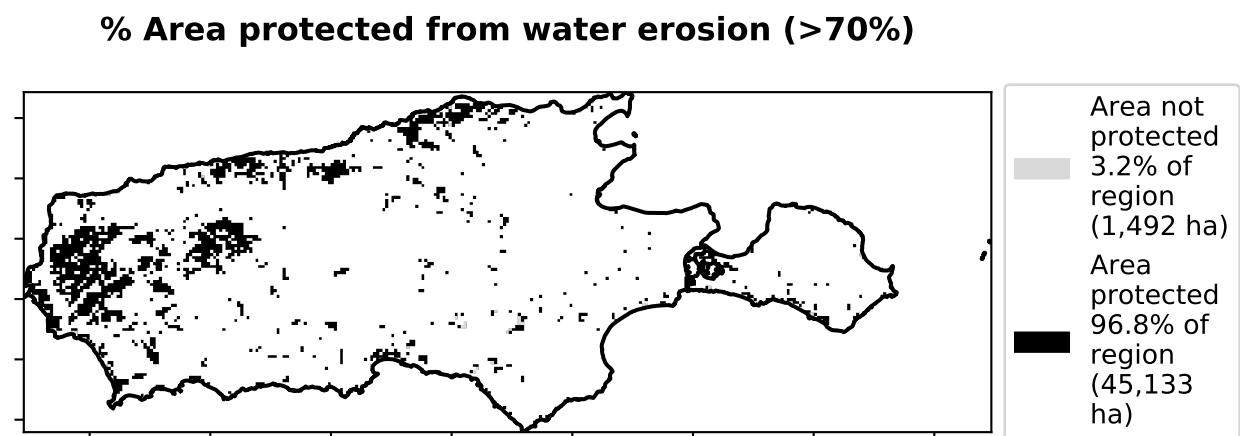 % Area protected from water erosion (>70%)
Area not
protected
3.2% of
region
(1,492 ha)
Area
protected
96.8% of
region
(45,133
ha)